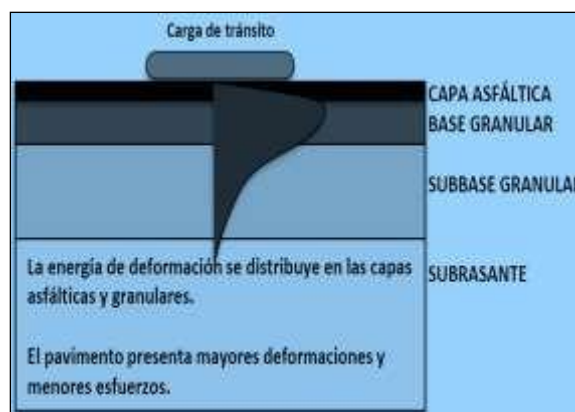 Carga de tránsito
CAPA ASFÁLTICA
BASE GRANULAR
SUBBASE GRANULAR
SUBRASANTE
La energía de deformación se distribuye en las capas
asfálticas y granulares.
El pavimento presenta mayores deformaciones y
menores esfuerzos.